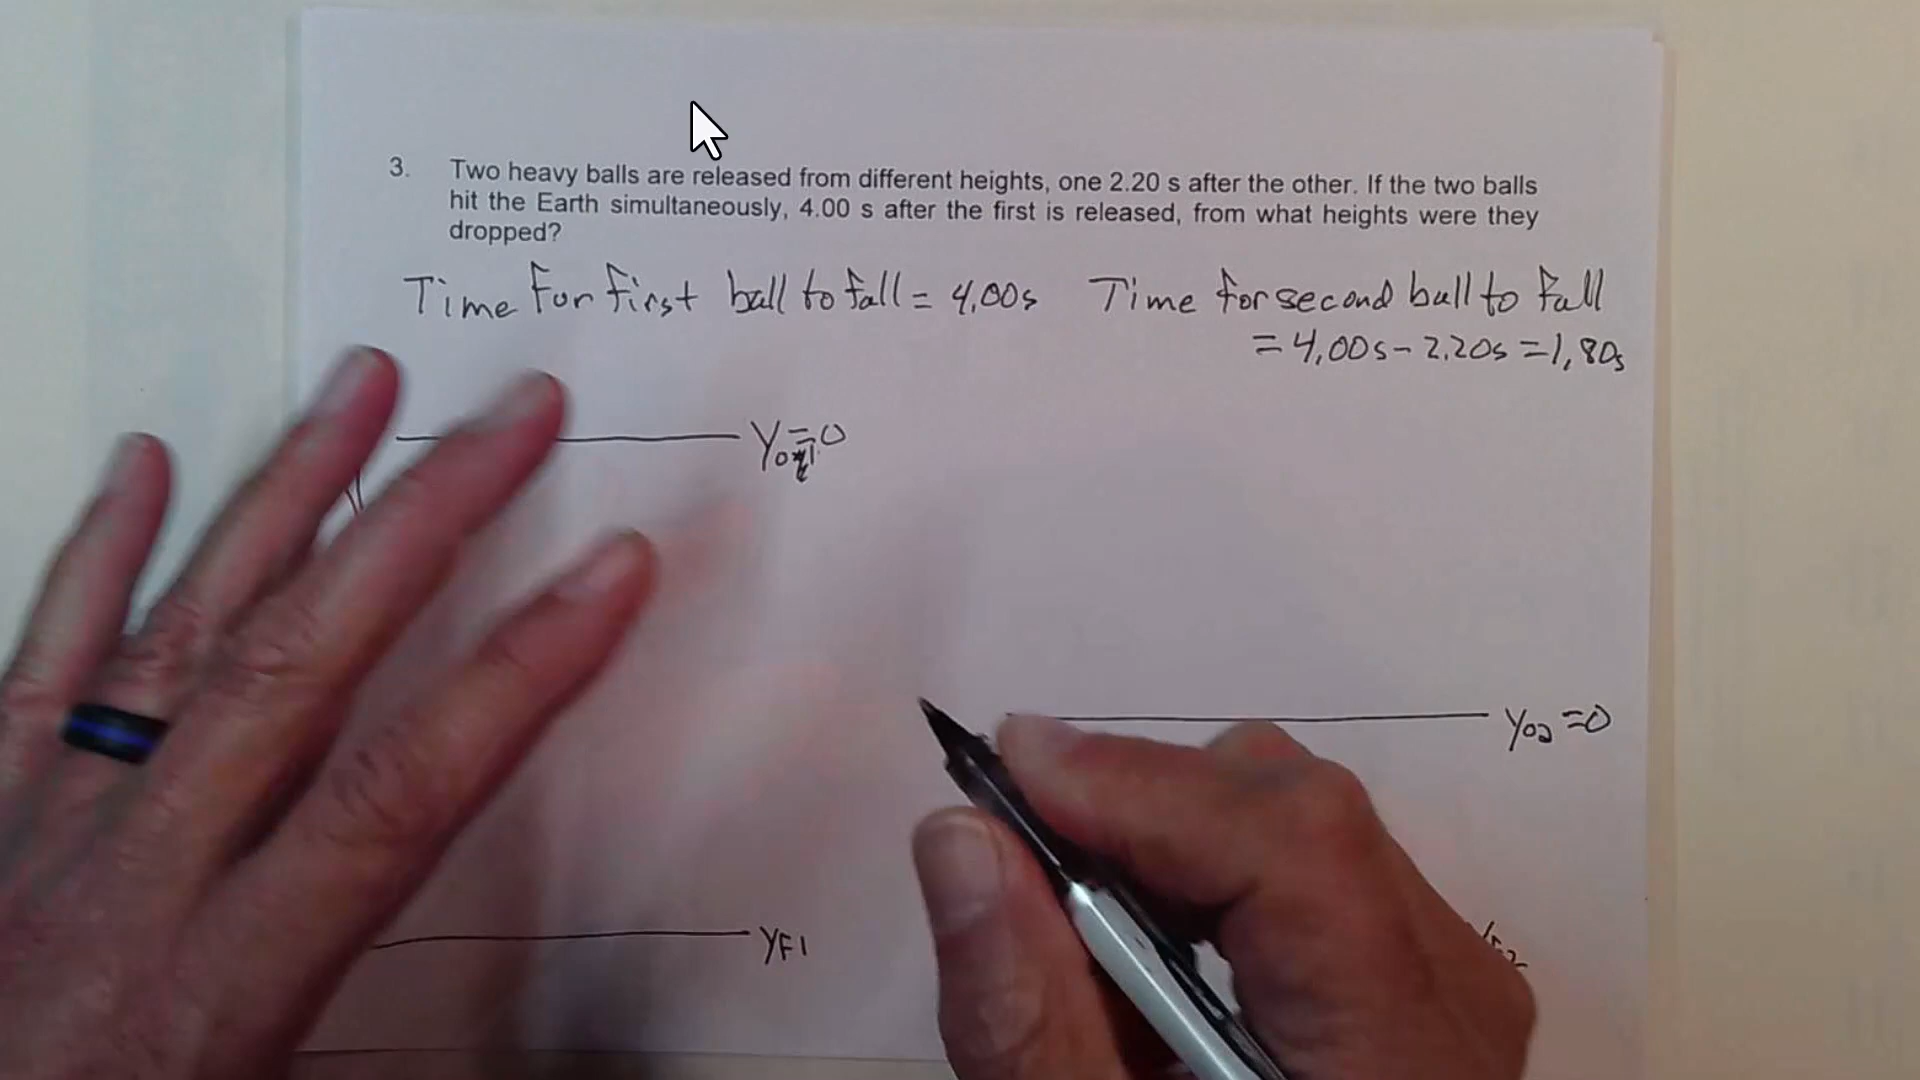 3. Two heavy balls are released from different heights, one 2.20 s after the other. If the two balls
hit the Earth simultaneously, 4.00 s after the first is released, from what heights were they
dropped?
Time for first ball to fall = 4.00s Time for second ball to fall
= 4.00s - 2.20s = 1.80s
Y01=0
Y02=0
YF1